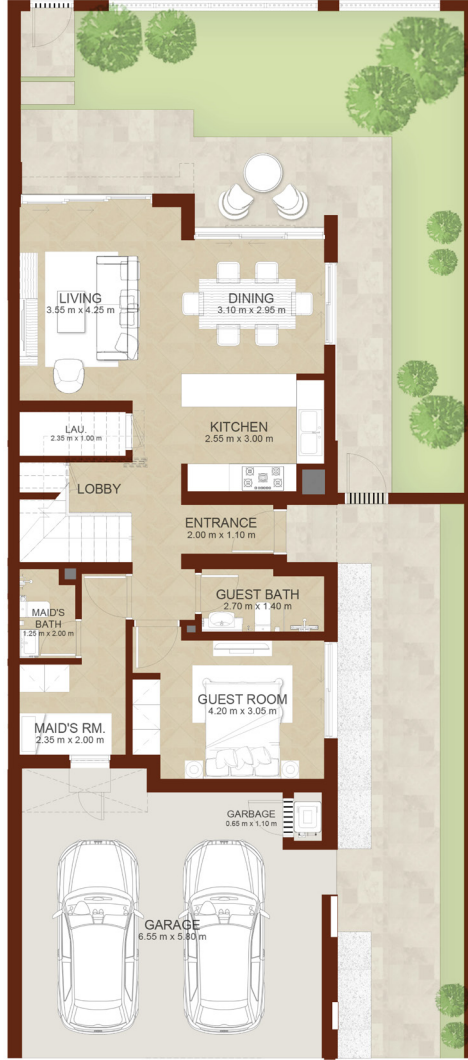 LIVING
3.55 m x 4.25 m
DINING
3.10 m x 2.95 m
LAU.
2.35 m x 1.00 m
KITCHEN
2.55 m x 3.00 m
LOBBY
ENTRANCE
2.00 m x 1.10 m
GUEST BATH
2.70 m x 1.40 m
MAID'S
BATH
1.25 m x 2.00 m
GUEST ROOM
4.20 m x 3.05 m
MAID'S RM.
2.35 m x 2.00 m
GARBAGE
0.65 m x 1.10 m
GARAGE
6.55 m x 5.80 m